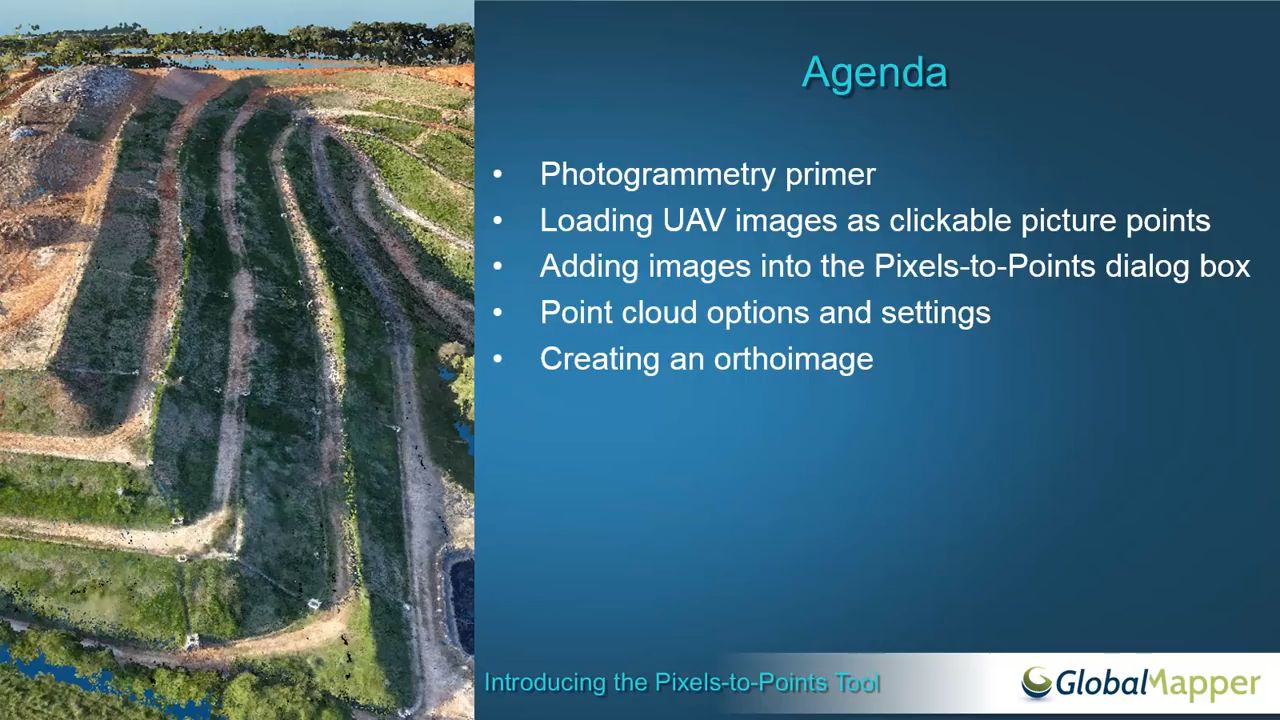 Agenda
• Photogrammetry primer
• Loading UAV images as clickable picture points
• Adding images into the Pixels-to-Points dialog box
• Point cloud options and settings
• Creating an orthoimage
Introducing the Pixels-to-Points Tool
GlobalMapper